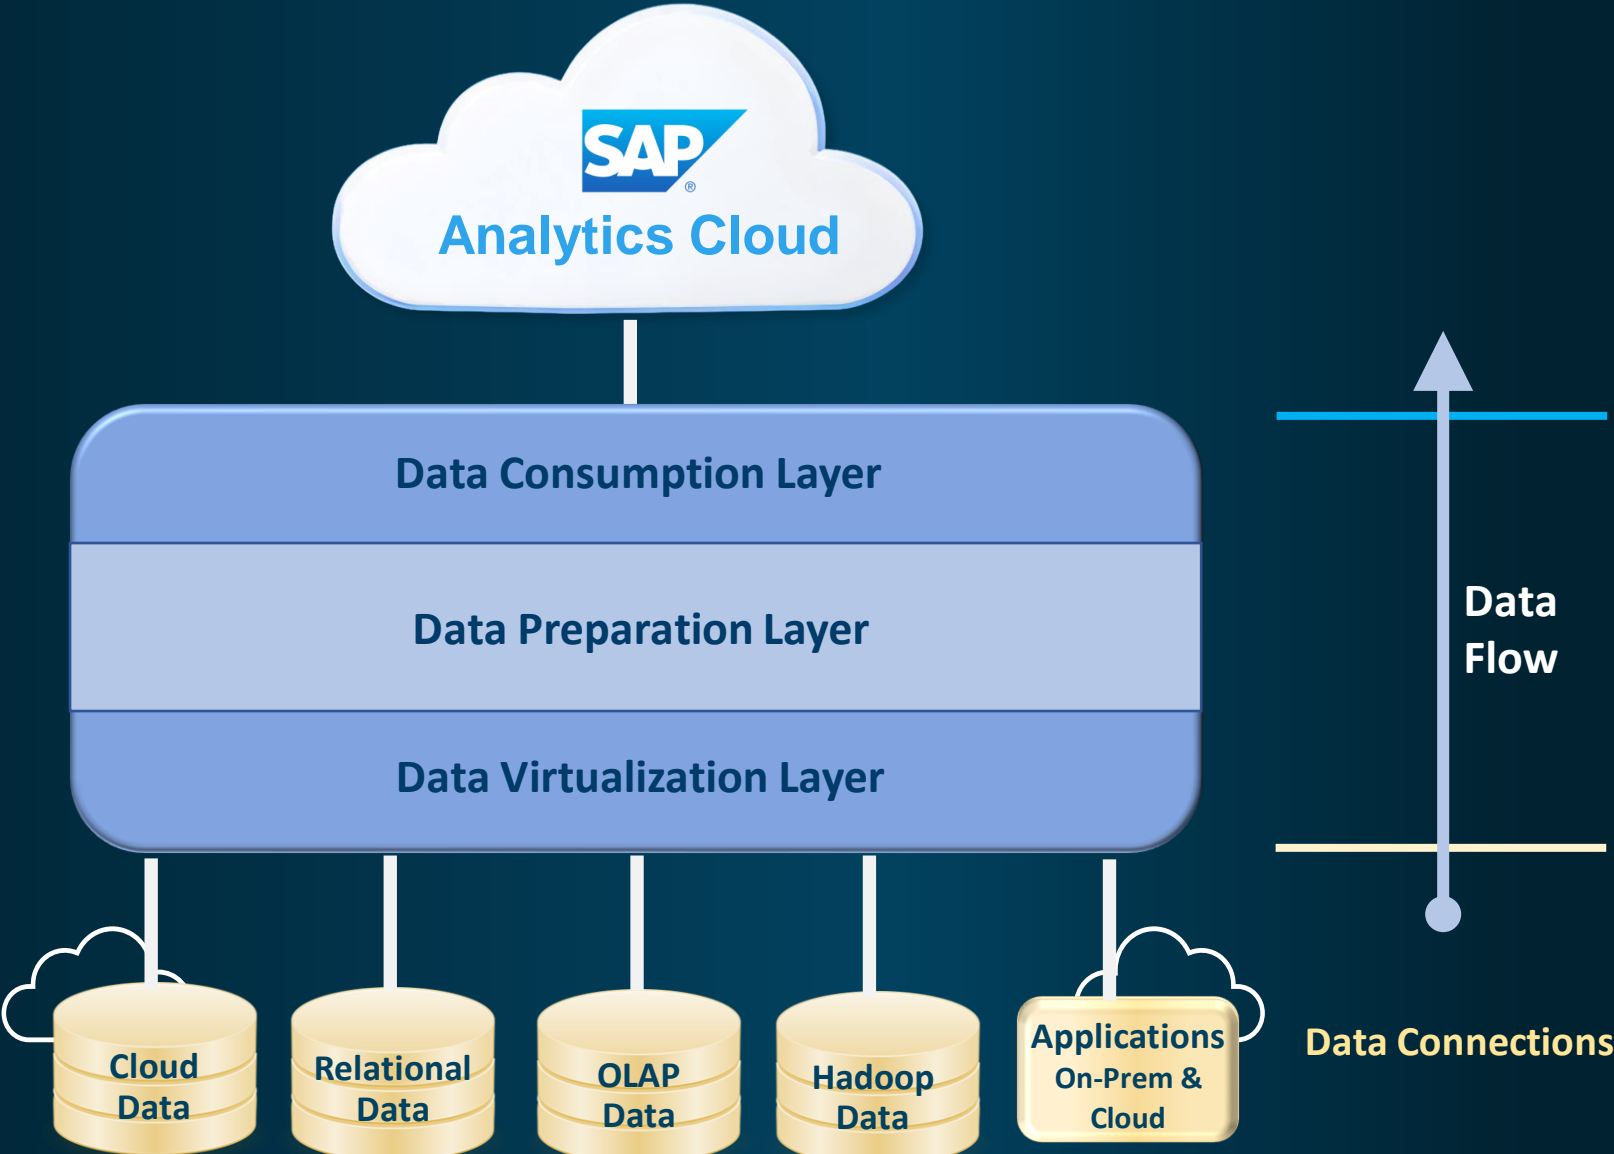 SAP
®
Analytics Cloud
Data Consumption Layer
Data Preparation Layer
Data Virtualization Layer
Data
Flow
Cloud
Data
Relational
Data
OLAP
Data
Hadoop
Data
Applications
On-Prem &
Cloud
Data Connections